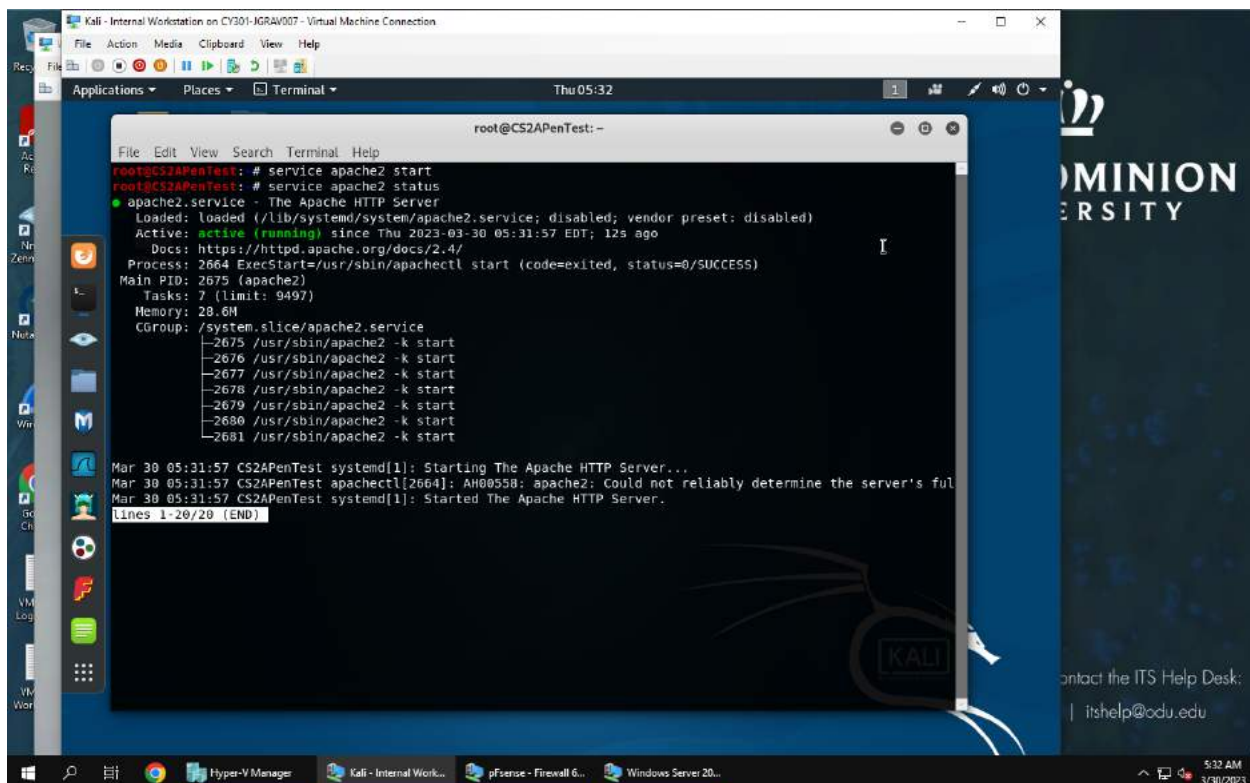 Kali - Internal Workstation on CY301-JGRAV007 - Virtual Machine Connection
File Action Media Clipboard View Help
Applications Places Terminal Thu 05:32 1
root@CS2APenTest: ~
File Edit View Search Terminal Help
root@CS2APenTest: # service apache2 start
root@CS2APenTest: # service apache2 status
● apache2.service - The Apache HTTP Server
Loaded: loaded (/lib/systemd/system/apache2.service; disabled; vendor preset: disabled)
Active: active (running) since Thu 2023-03-30 05:31:57 EDT; 12s ago
Docs: https://httpd.apache.org/docs/2.4/
Process: 2664 ExecStart=/usr/sbin/apachectl start (code=exited, status=0/SUCCESS)
Main PID: 2675 (apache2)
Tasks: 7 (limit: 9497)
Memory: 28.6M
CGroup: /system.slice/apache2.service
├─2675 /usr/sbin/apache2 -k start
├─2676 /usr/sbin/apache2 -k start
├─2677 /usr/sbin/apache2 -k start
├─2678 /usr/sbin/apache2 -k start
├─2679 /usr/sbin/apache2 -k start
├─2680 /usr/sbin/apache2 -k start
└─2681 /usr/sbin/apache2 -k start
Mar 30 05:31:57 CS2APenTest systemd[1]: Starting The Apache HTTP Server...
Mar 30 05:31:57 CS2APenTest apachectl[2664]: AH00558: apache2: Could not reliably determine the server's ful
Mar 30 05:31:57 CS2APenTest systemd[1]: Started The Apache HTTP Server.
lines 1-20/20 (END)
KALI
OMINION
ERSITY
ontact the ITS Help Desk:
| itshelp@odu.edu
Hyper-V Manager Kali - Internal Work... pfSense - Firewall 6... Windows Server 20...
5:32 AM
3/30/2023